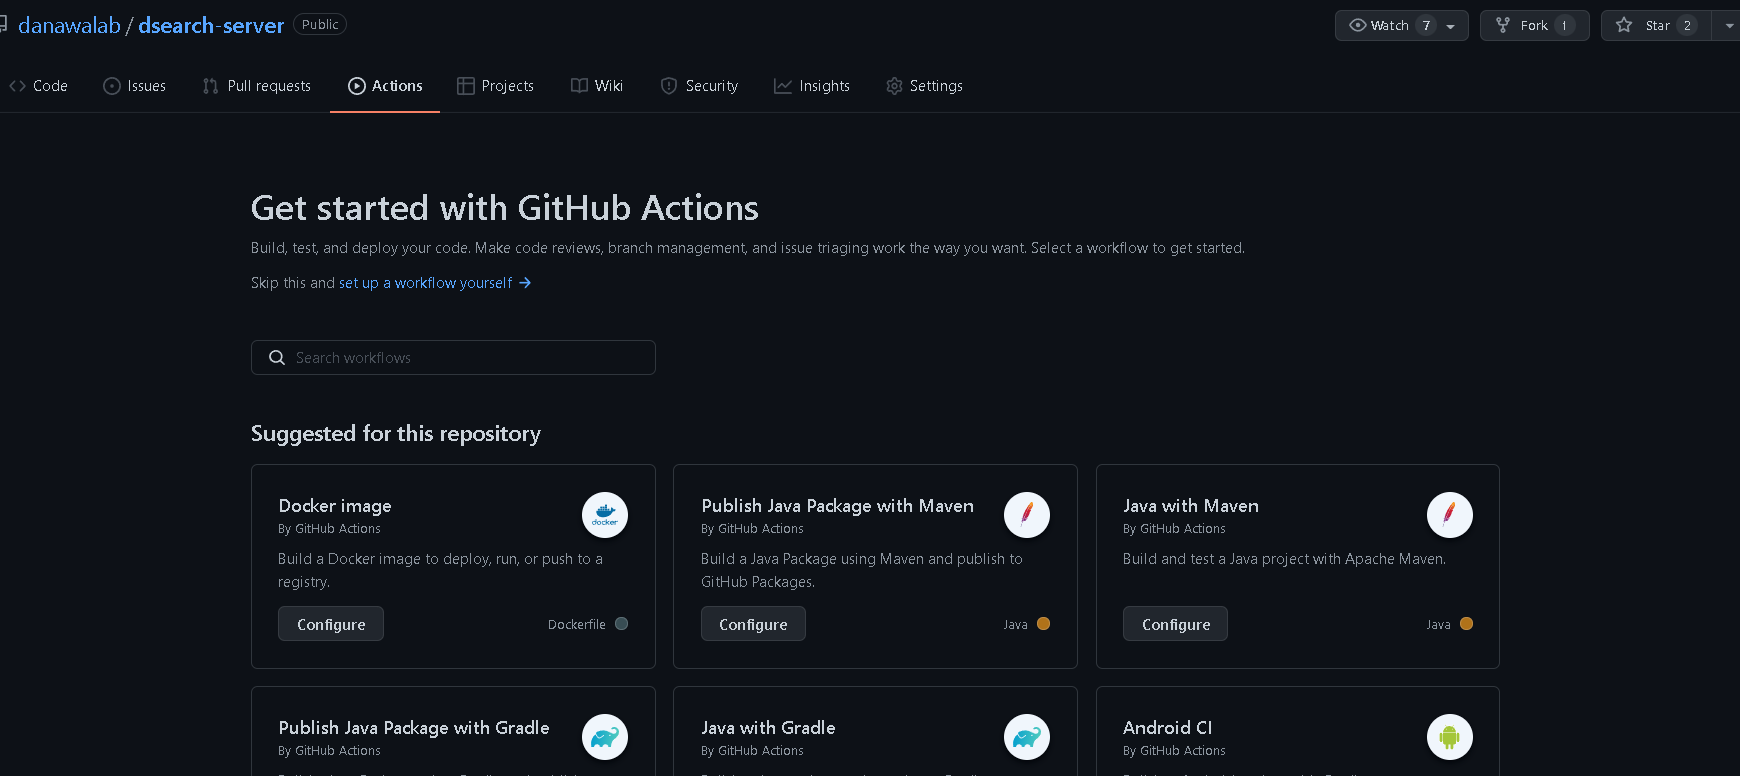 danawalab / dsearch-server Public
Watch 7 Fork 1 Star 2
Code Issues Pull requests Actions Projects Wiki Security Insights Settings
Get started with GitHub Actions
Build, test, and deploy your code. Make code reviews, branch management, and issue triaging work the way you want. Select a workflow to get started.
Skip this and set up a workflow yourself →
Search workflows
Suggested for this repository
Docker image
By GitHub Actions
docker
Build a Docker image to deploy, run, or push to a
registry.
Configure Dockerfile
Publish Java Package with Maven
By GitHub Actions
Build a Java Package using Maven and publish to
GitHub Packages.
Configure Java
Java with Maven
By GitHub Actions
Build and test a Java project with Apache Maven.
Configure Java
Publish Java Package with Gradle
By GitHub Actions
Java with Gradle
By GitHub Actions
Android CI
By GitHub Actions